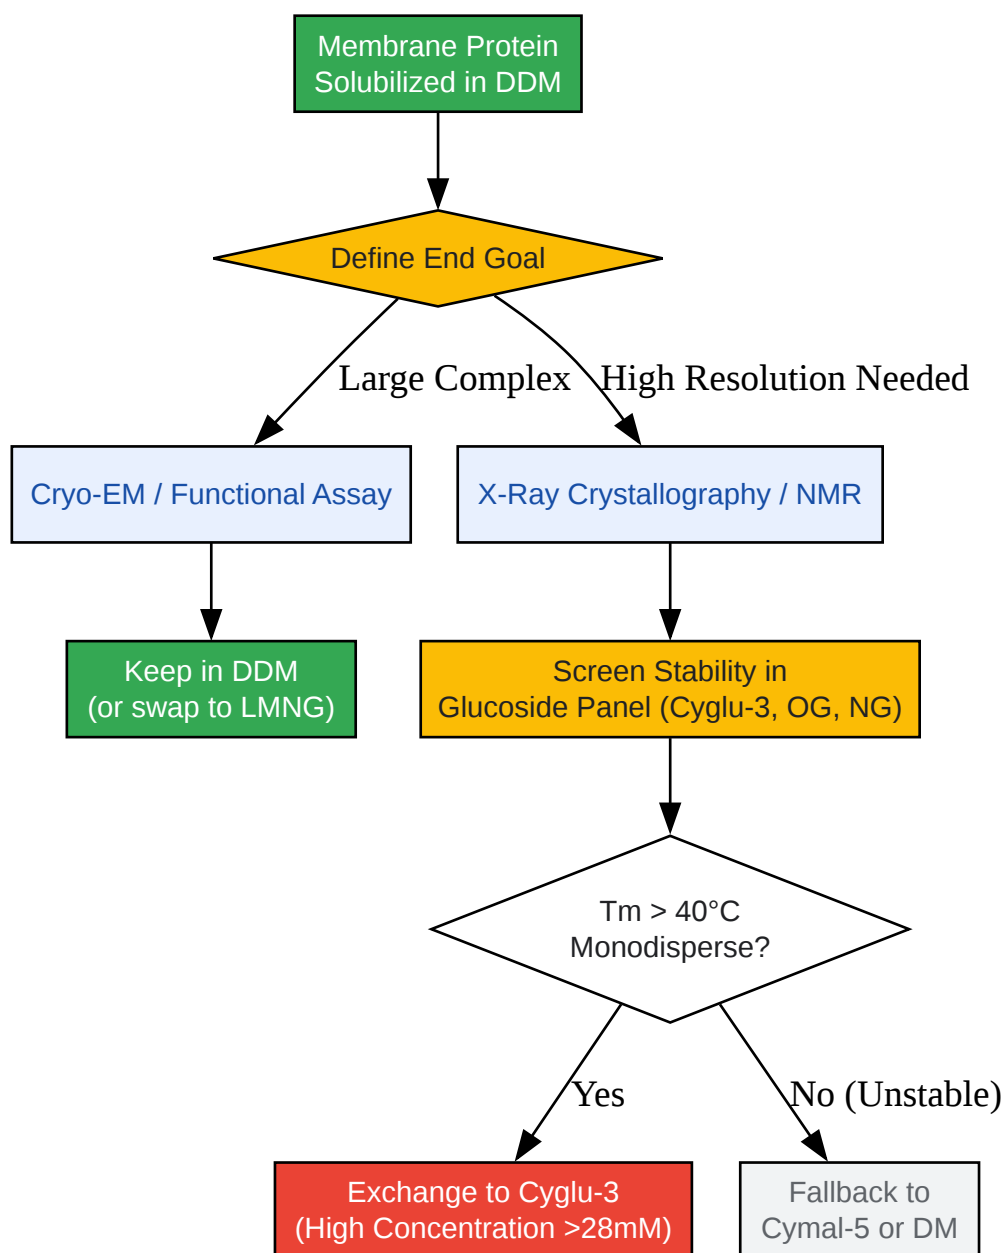 Membrane Protein
Solubilized in DDM
Define End Goal
Large Complex
High Resolution Needed
Cryo-EM / Functional Assay
X-Ray Crystallography / NMR
Keep in DDM
(or swap to LMNG)
Screen Stability in
Glucoside Panel (Cyglu-3, OG, NG)
Tm > 40°C
Monodisperse?
Yes
No (Unstable)
Exchange to Cyglu-3
(High Concentration >28mM)
Fallback to
Cymal-5 or DM